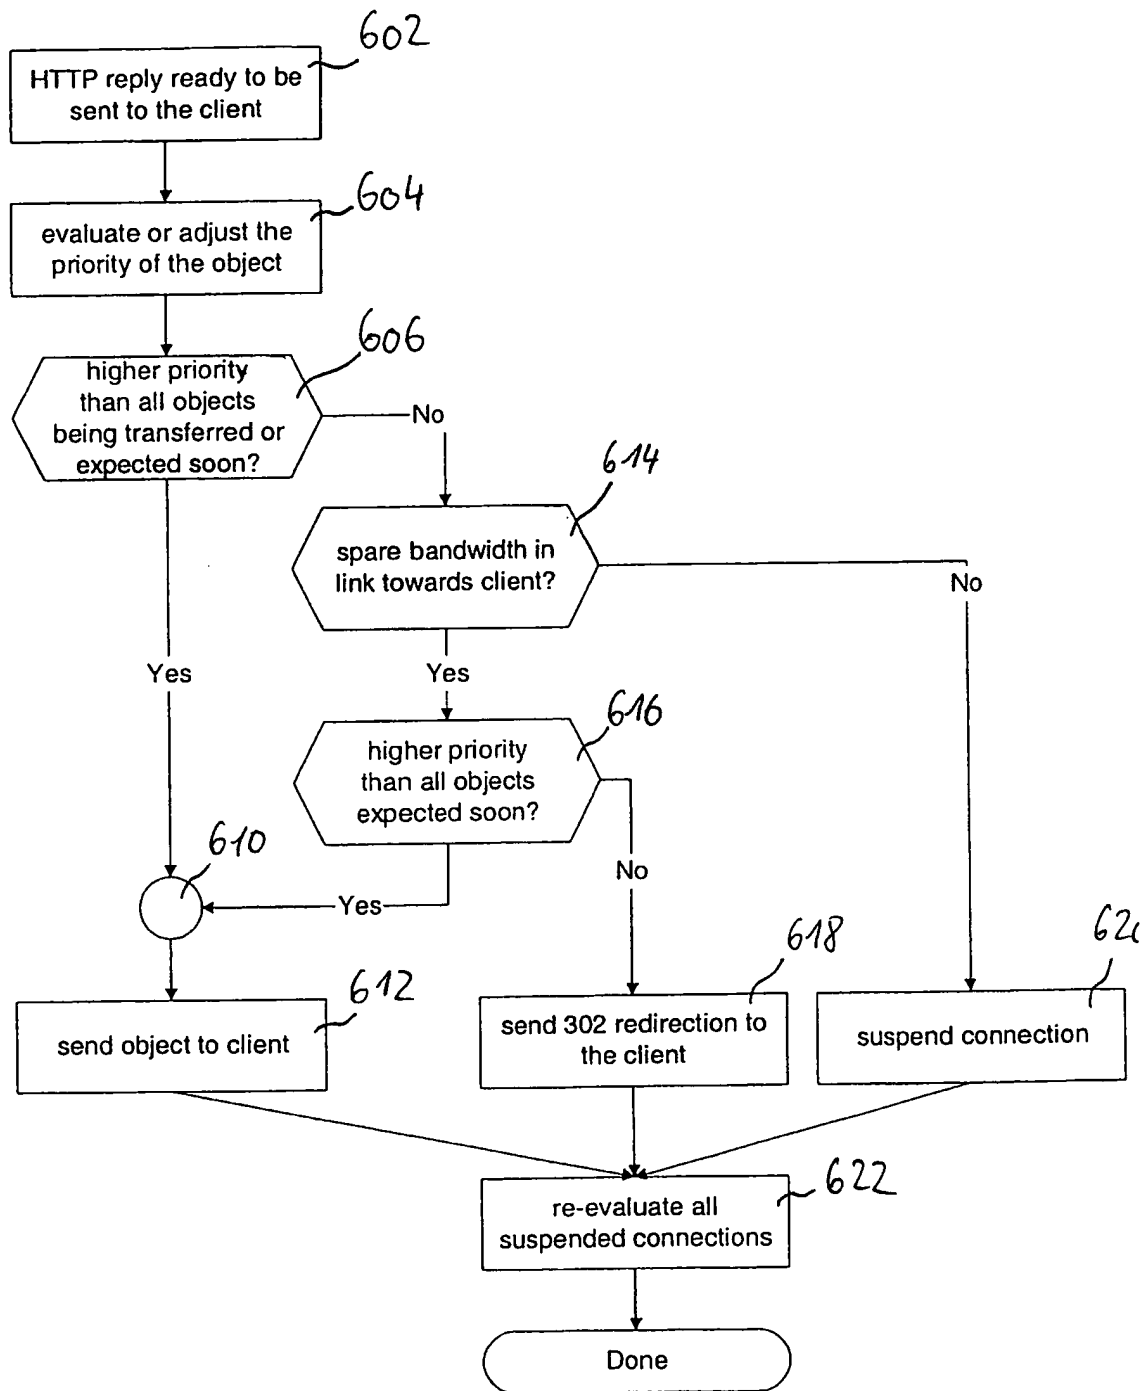 602
HTTP reply ready to be
sent to the client
604
evaluate or adjust the
priority of the object
606
higher priority
than all objects
being transferred or
expected soon?
No
614
spare bandwidth in
link towards client?
No
Yes
Yes
616
higher priority
than all objects
expected soon?
610
No
Yes
612
send object to client
618
send 302 redirection to
the client
suspend connection
622
re-evaluate all
suspended connections
Done